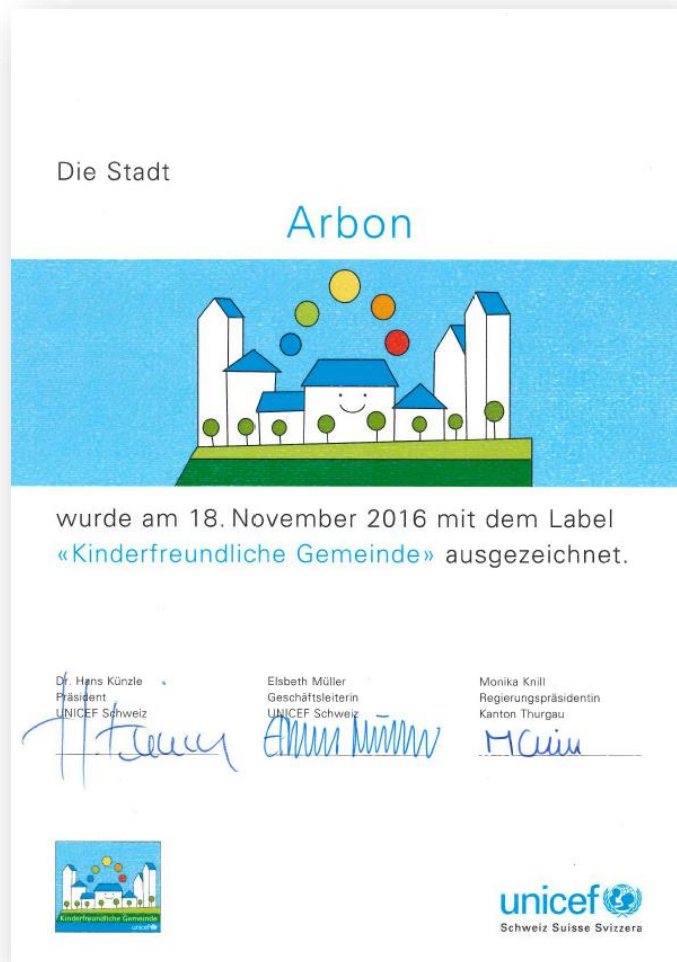 Die Stadt
Arbon
wurde am 18. November 2016 mit dem Label
«Kinderfreundliche Gemeinde» ausgezeichnet.
Dr. Hans Künzle
Präsident
UNICEF Schweiz
Elsbeth Müller
Geschäftsleiterin
UNICEF Schweiz
Monika Knill
Regierungspräsidentin
Kanton Thurgau
Kinderfreundliche Gemeinde
unicef
unicef
Schweiz Suisse Svizzera